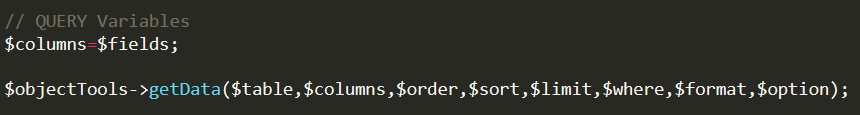 // QUERY Variables
$columns=$fields;
$objectTools->getData($table,$columns,$order,$sort,$limit,$where,$format,$option);